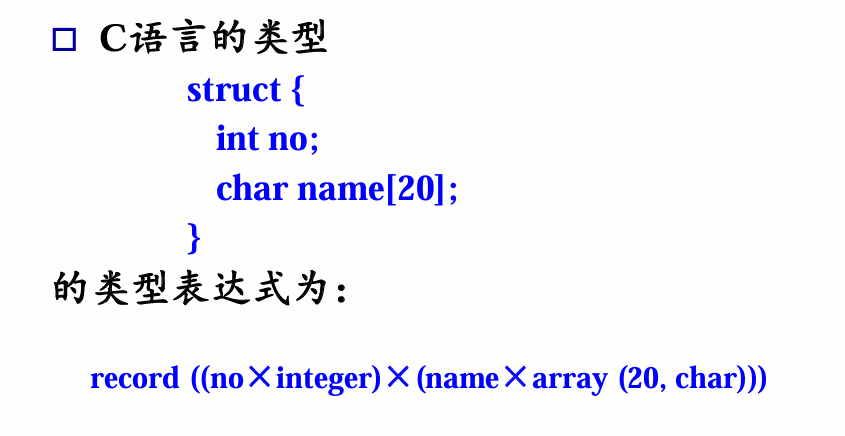 C语言的类型
struct {
int no;
char name[20];
}
的类型表达式为：
record ((no×integer)×(name×array (20, char)))